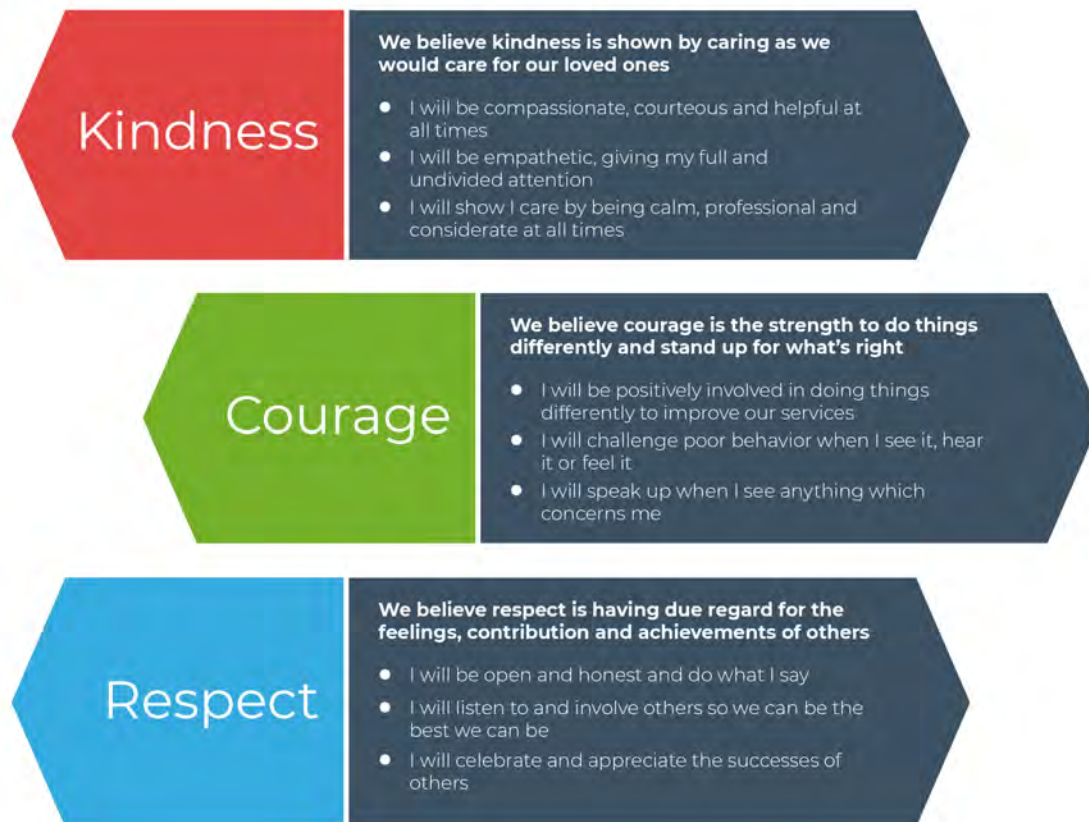 Kindness
We believe kindness is shown by caring as we
would care for our loved ones
● I will be compassionate, courteous and helpful at
all times
● I will be empathetic, giving my full and
undivided attention
● I will show I care by being calm, professional and
considerate at all times
Courage
We believe courage is the strength to do things
differently and stand up for what's right
● I will be positively involved in doing things
differently to improve our services
● I will challenge poor behavior when I see it, hear
it or feel it
● I will speak up when I see anything which
concerns me
Respect
We believe respect is having due regard for the
feelings, contribution and achievements of others
● I will be open and honest and do what I say
● I will listen to and involve others so we can be the
best we can be
● I will celebrate and appreciate the successes of
others